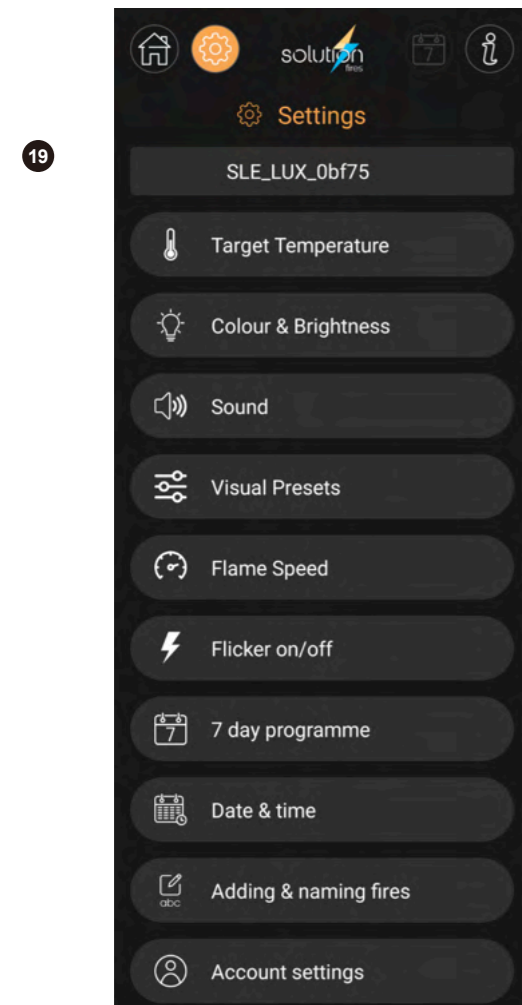 solution
fires
7
Settings
19
SLE_LUX_0bf75
Target Temperature
Colour & Brightness
Sound
Visual Presets
Flame Speed
Flicker on/off
7
7 day programme
Date & time
abc
Adding & naming fires
Account settings